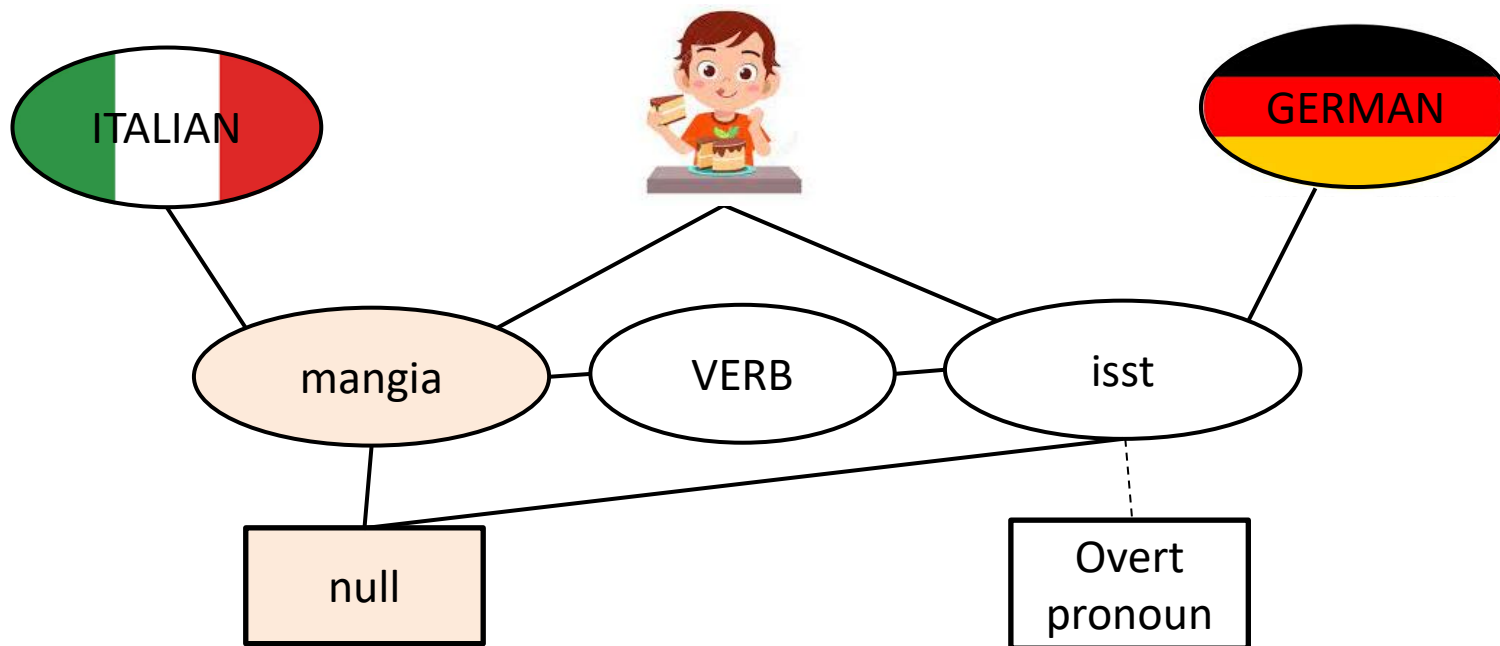 ITALIAN
GERMAN
mangia
VERB
isst
null
Overt
pronoun